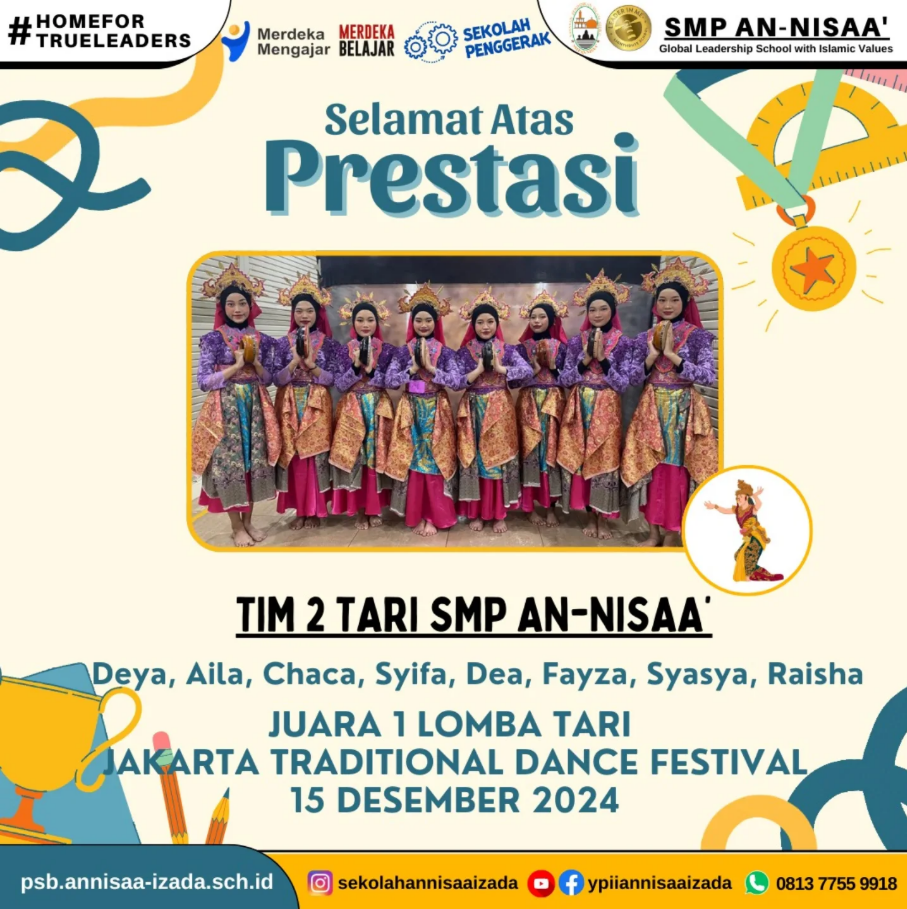 #HOMEFOR
TRUELEADERS
Merdeka
Mengajar
MERDEKA
BELAJAR
SEKOLAH
PENGGERAK
SMP AN-NISAA'
Global Leadership School with Islamic Values
Selamat Atas
Prestasi
TIM 2 TARI SMP AN-NISAA'
Deya, Aila, Chaca, Syifa, Dea, Fayza, Syasya, Raisha
JUARA 1 LOMBA TARI
JAKARTA TRADITIONAL DANCE FESTIVAL
15 DESEMBER 2024
psb.annisaa-izada.sch.id
sekolahannisaaizada
ypiiannisaaizada
0813 7755 9918